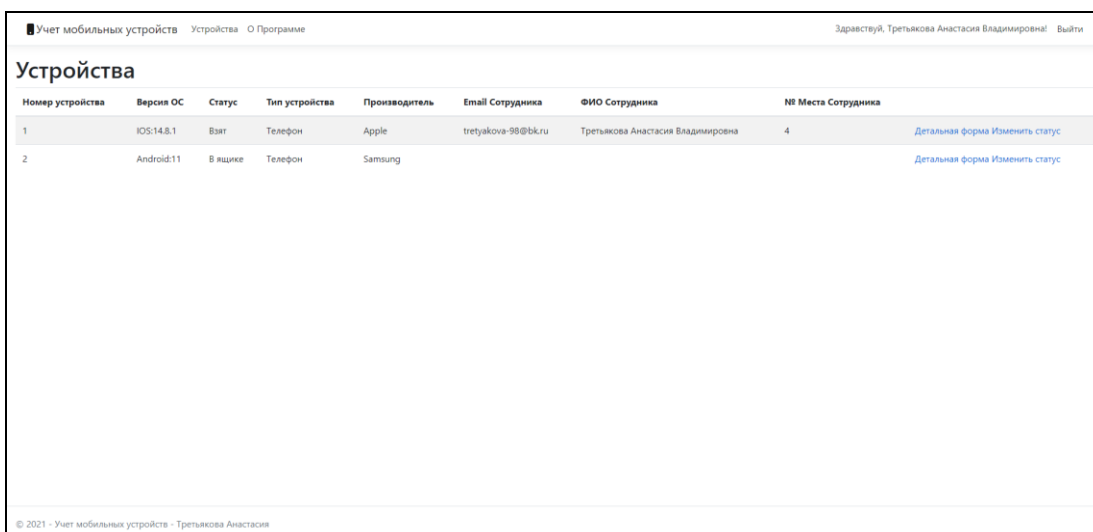 Учет мобильных устройств Устройства О Программе Здравствуй, Третьякова Анастасия Владимировна! Выйти
Устройства
Номер устройства Версия ОС Статус Тип устройства Производитель Email Сотрудника ФИО Сотрудника № Места Сотрудника
1 IOS:14.8.1 Взят Телефон Apple tretyakova-98@bk.ru Третьякова Анастасия Владимировна 4 Детальная форма Изменить статус
2 Android:11 В ящике Телефон Samsung Детальная форма Изменить статус
© 2021 - Учет мобильных устройств - Третьякова Анастасия